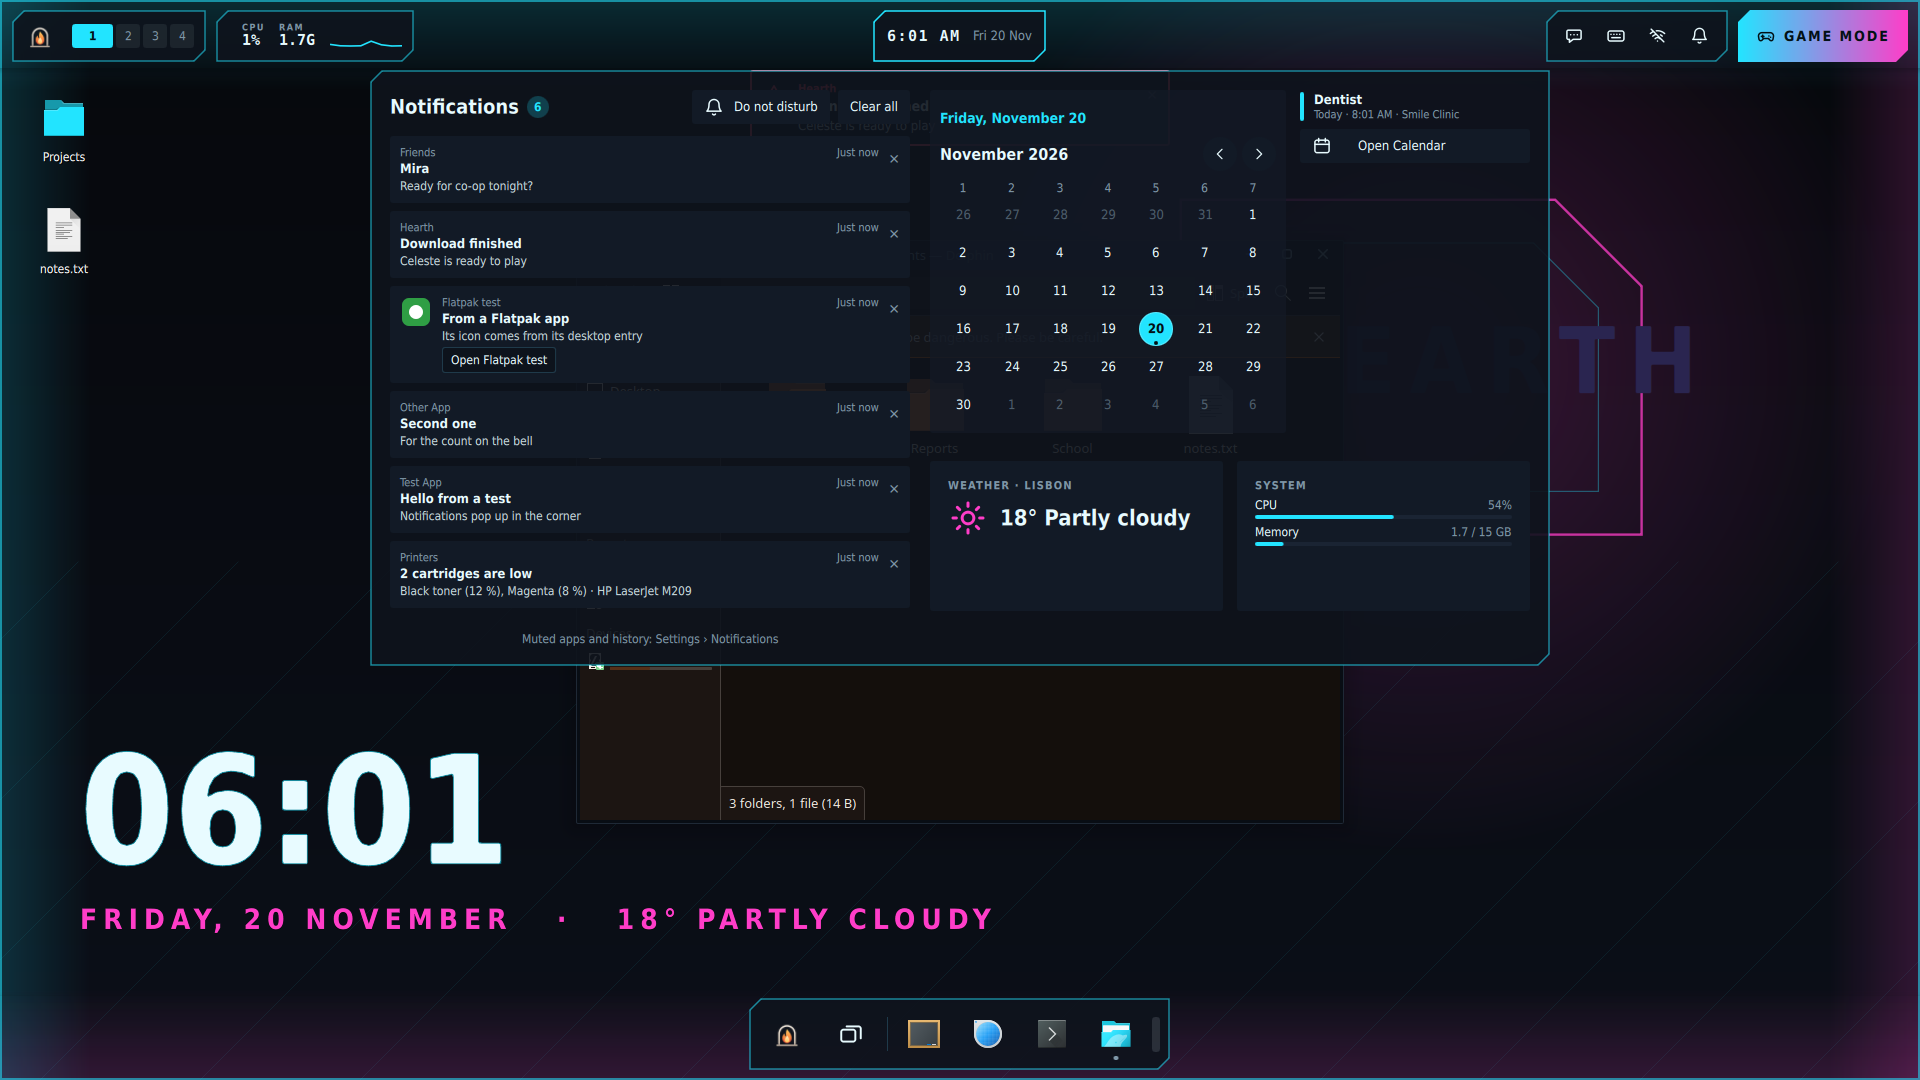 1 2 3 4
CPU RAM
1% 1.7G
6:01 AM Fri 20 Nov
GAME MODE
Projects
notes.txt
Notifications 6
Do not disturb
Clear all
Friends
Just now
Mira
Ready for co-op tonight?
Hearth
Just now
Download finished
Celeste is ready to play
Flatpak test
Just now
From a Flatpak app
Its icon comes from its desktop entry
Open Flatpak test
Other App
Just now
Second one
For the count on the bell
Test App
Just now
Hello from a test
Notifications pop up in the corner
Printers
Just now
2 cartridges are low
Black toner (12 %), Magenta (8 %) · HP LaserJet M209
Muted apps and history: Settings › Notifications
Friday, November 20
November 2026
1 2 3 4 5 6 7
26 27 28 29 30 31 1
2 3 4 5 6 7 8
9 10 11 12 13 14 15
16 17 18 19 20 21 22
23 24 25 26 27 28 29
30 1 2 3 4 5 6
Reports School notes.txt
Dentist
Today · 8:01 AM · Smile Clinic
Open Calendar
WEATHER · LISBON
18° Partly cloudy
SYSTEM
CPU 54%
Memory 1.7 / 15 GB
TH
3 folders, 1 file (14 B)
06:01
FRIDAY, 20 NOVEMBER · 18° PARTLY CLOUDY